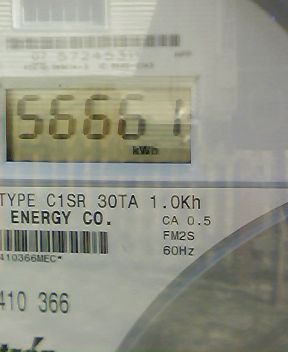 56661
kWh
TYPE C1SR 30TA 1.0Kh
ENERGY CO.
CA 0.5
FM2S
60Hz
410366MEC*
410 366